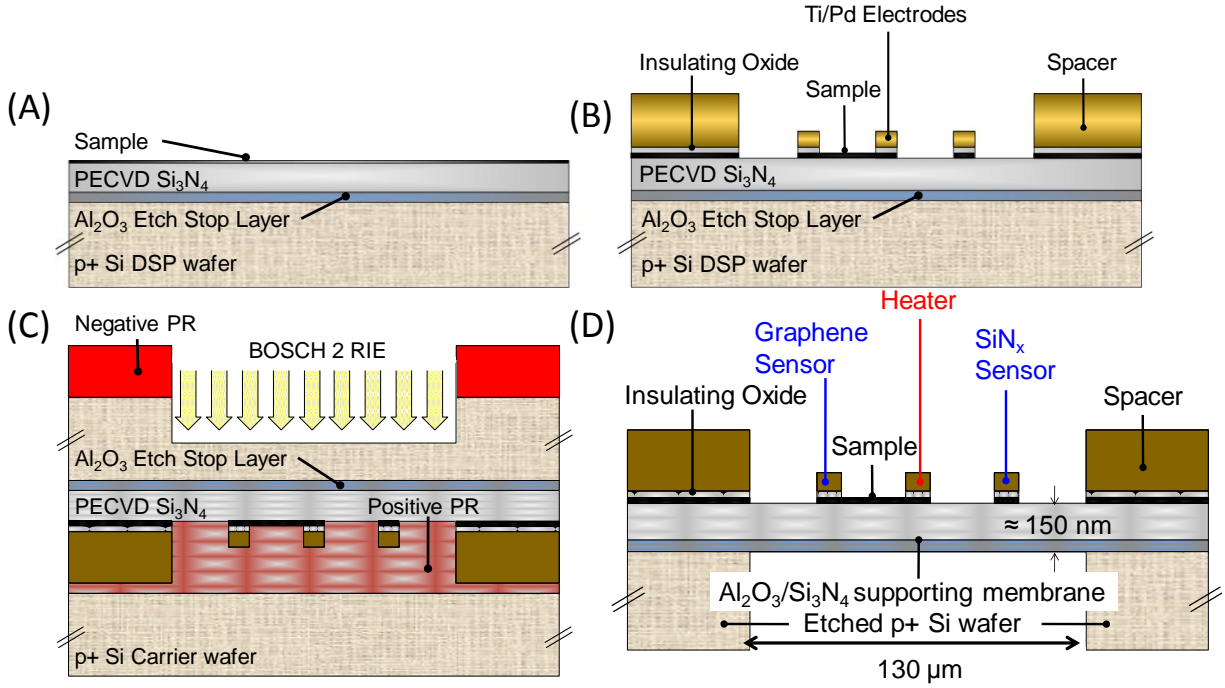 (A)
Sample
PECVD Si₃N₄
Al₂O₃ Etch Stop Layer
p+ Si DSP wafer
(B)
Ti/Pd Electrodes
Insulating Oxide
Sample
Spacer
PECVD Si₃N₄
Al₂O₃ Etch Stop Layer
p+ Si DSP wafer
(C)
Negative PR
BOSCH 2 RIE
Al₂O₃ Etch Stop Layer
PECVD Si₃N₄
Positive PR
p+ Si Carrier wafer
(D)
Heater
Graphene
Sensor
SiNₓ
Sensor
Insulating Oxide
Sample
Spacer
≈ 150 nm
Al₂O₃/Si₃N₄ supporting membrane
Etched p+ Si wafer
130 µm